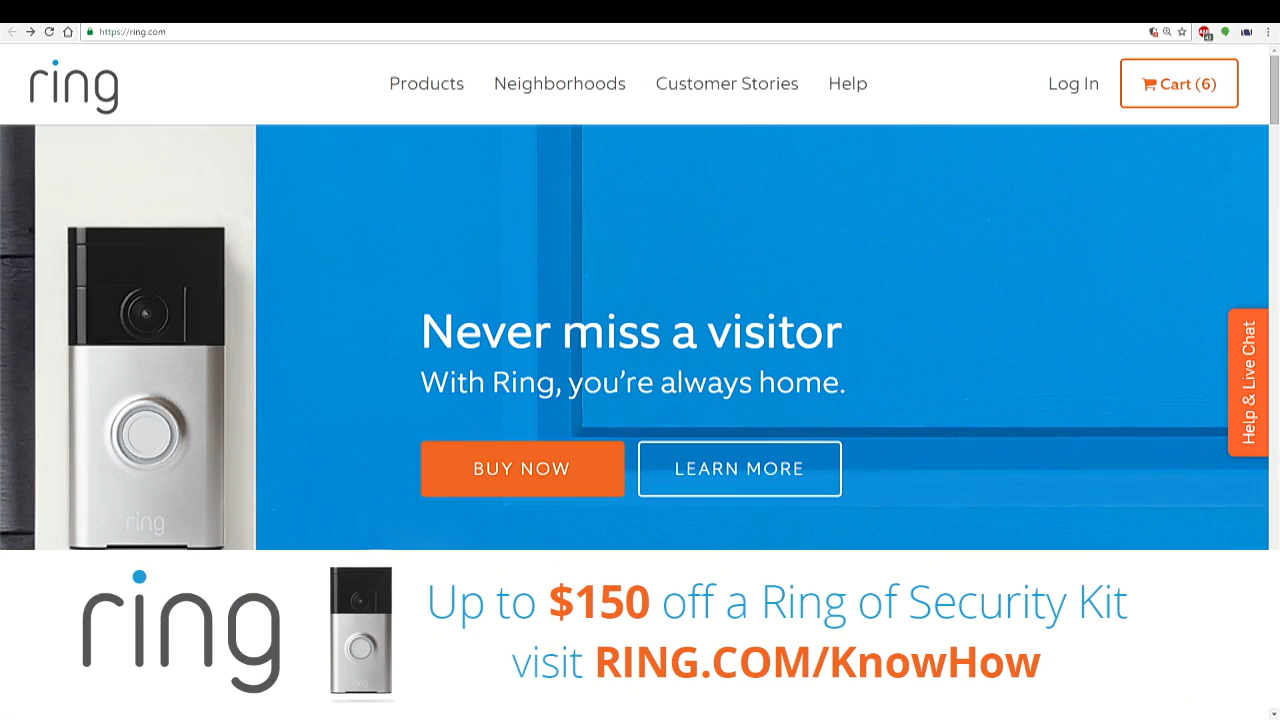 https://ring.com
ring
Products
Neighborhoods
Customer Stories
Help
Log In
Cart (6)
Never miss a visitor
With Ring, you're always home.
BUY NOW
LEARN MORE
Help & Live Chat
ring
ring
Up to $150 off a Ring of Security Kit
visit RING.COM/KnowHow